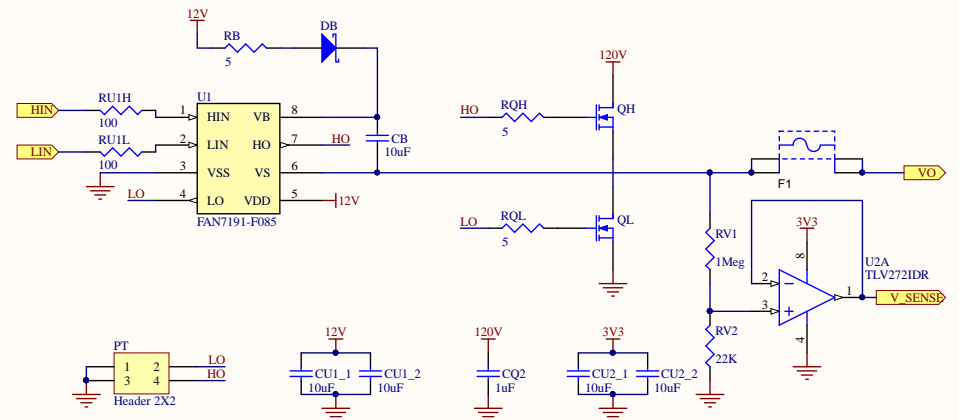 12V
RB
5
DB
120V
HIN
RU1H
100
1
U1
HIN
VB
8
HO
RQH
5
QH
LIN
RU1L
100
2
LIN
HO
7
HO
CB
10uF
3
VSS
VS
6
F1
VO
LO
4
LO
VDD
5
12V
FAN7191-F085
LO
RQL
5
QL
RV1
1Meg
3V3
8
U2A
TLV272IDR
2
1
V_SENSE
3
4
RV2
22K
PT
1
2
LO
3
4
HO
Header 2X2
12V
CU1_1
10uF
CU1_2
10uF
120V
CQ2
1uF
3V3
CU2_1
10uF
CU2_2
10uF